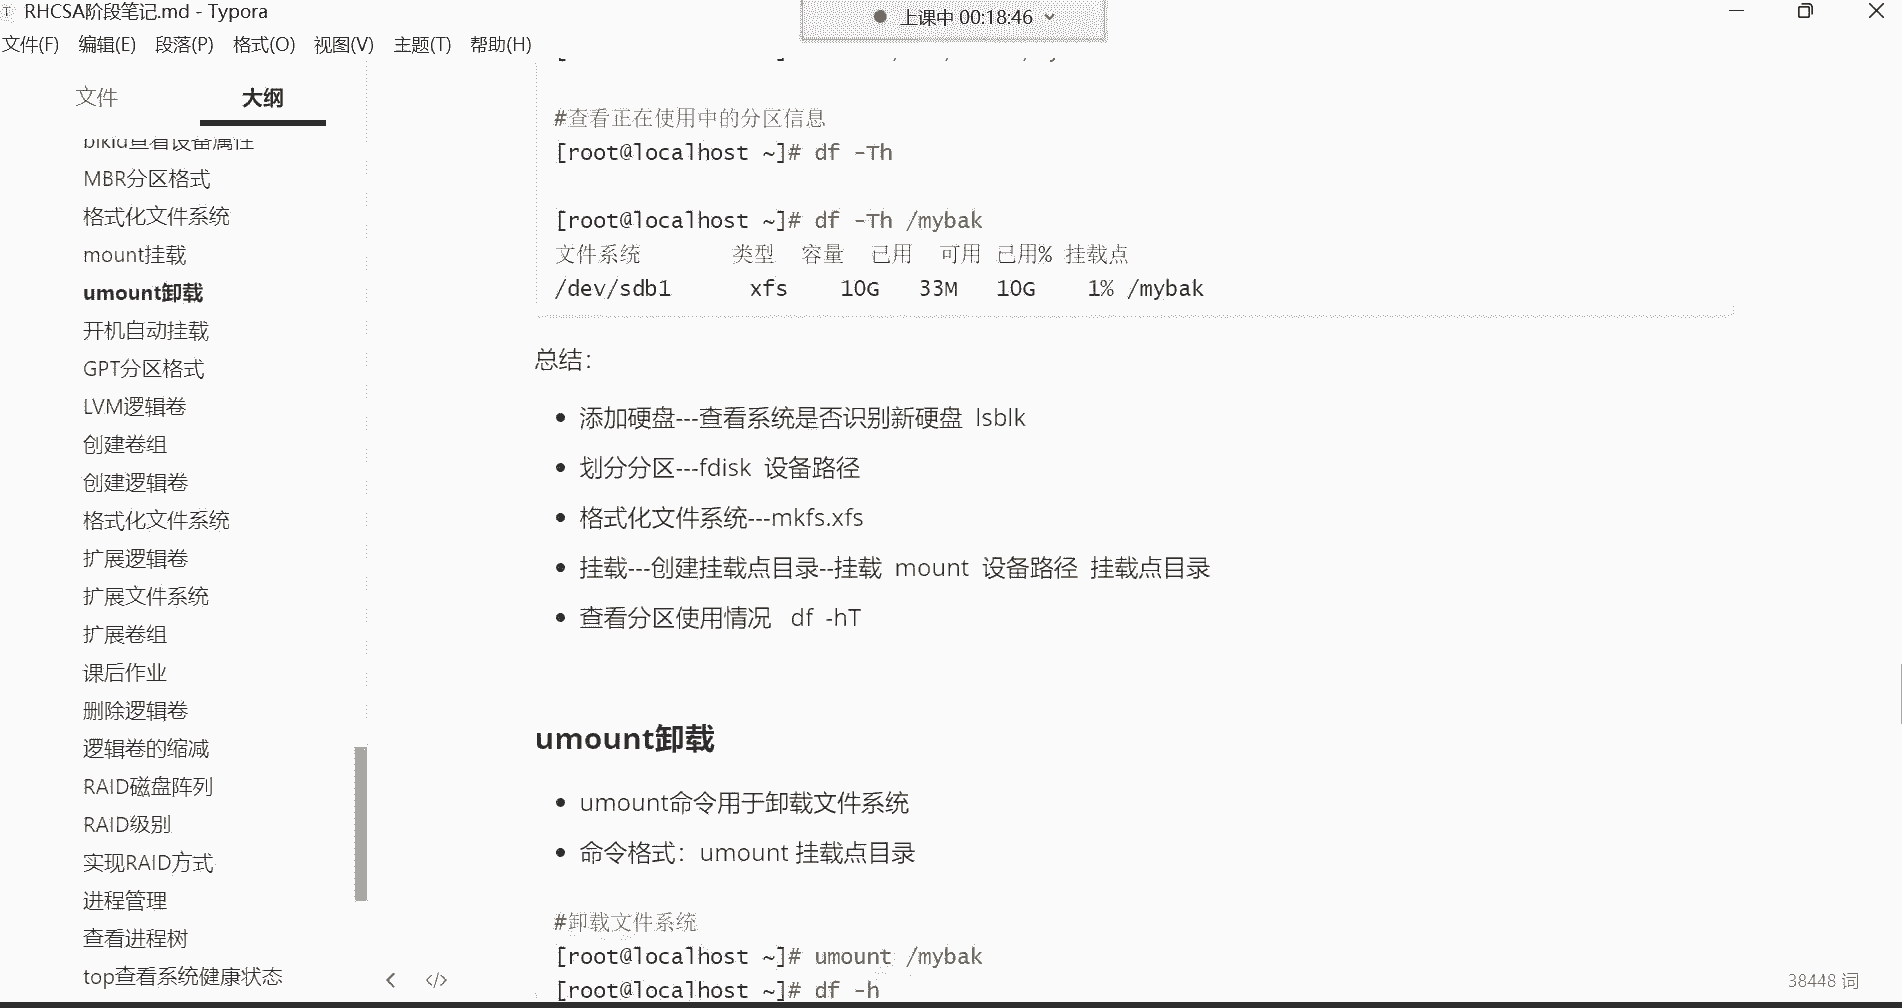 RHCSA阶段笔记.md - Typora
上课中 00:18:46
文件(F) 编辑(E) 段落(P) 格式(O) 视图(V) 主题(T) 帮助(H)
文件 大纲
blkid查看设备属性
MBR分区格式
格式化文件系统
mount挂载
umount卸载
开机自动挂载
GPT分区格式
LVM逻辑卷
创建卷组
创建逻辑卷
格式化文件系统
扩展逻辑卷
扩展文件系统
扩展卷组
课后作业
删除逻辑卷
逻辑卷的缩减
RAID磁盘阵列
RAID级别
实现RAID方式
进程管理
查看进程树
top查看系统健康状态
#查看正在使用中的分区信息
[root@localhost ~]# df -Th
[root@localhost ~]# df -Th /mybak
文件系统 类型 容量 已用 可用 已用% 挂载点
/dev/sdb1 xfs 10G 33M 10G 1% /mybak
总结：
• 添加硬盘---查看系统是否识别新硬盘 lsblk
• 划分分区---fdisk 设备路径
• 格式化文件系统---mkfs.xfs
• 挂载---创建挂载点目录--挂载 mount 设备路径 挂载点目录
• 查看分区使用情况 df -hT
umount卸载
• umount命令用于卸载文件系统
• 命令格式：umount 挂载点目录
#卸载文件系统
[root@localhost ~]# umount /mybak
[root@localhost ~]# df -h
38448 词